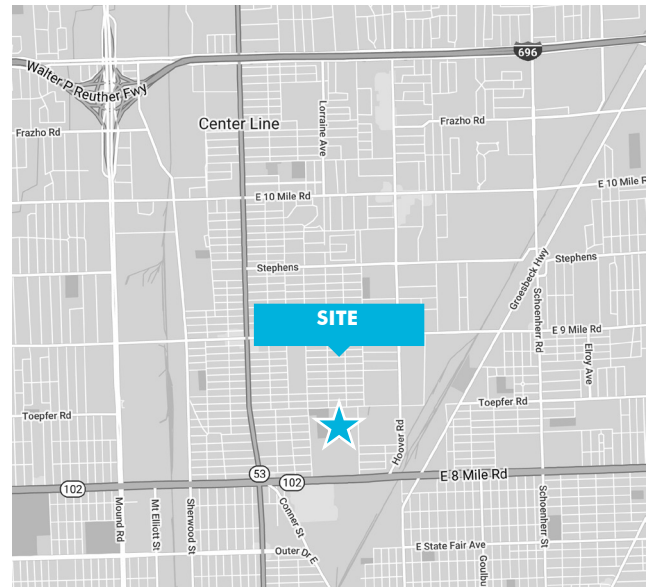 696
Walter P. Reuther Fwy
Lorraine Ave
Center Line
Frazho Rd
Frazho Rd
E 10 Mile Rd
E 10 Mile Rd
Stephens
Stephens
Groesbeck Hwy
Schoenherr Rd
SITE
E 9 Mile Rd
Elroy Ave
Toepfer Rd
Toepfer Rd
Hoover Rd
53
102
102
E 8 Mile Rd
Mound Rd
Mt Elliott St
Sherwood St
Conner St
Schoenherr St
Outer Dr E
E State Fair Ave
Goulbu